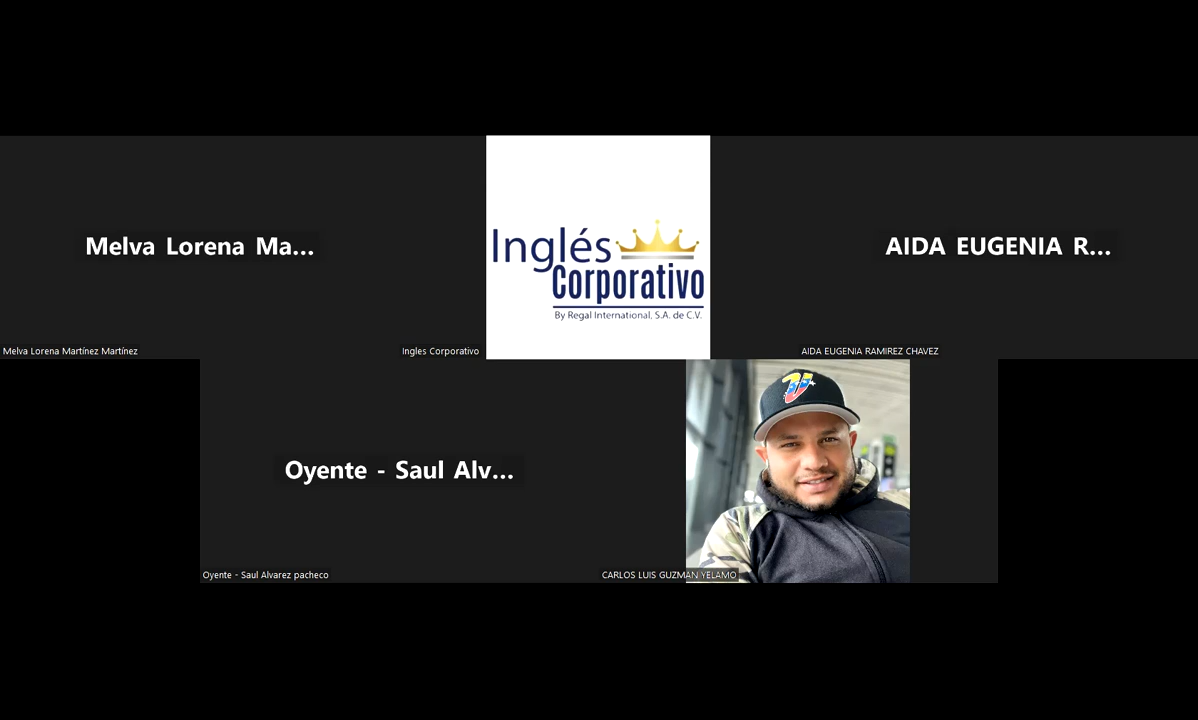 Melva Lorena Ma...
Melva Lorena Martínez Martínez
Inglés
Corporativo
By Regal International, S.A. de C.V.
Ingles Corporativo
AIDA EUGENIA R...
AIDA EUGENIA RAMIREZ CHAVEZ
Oyente - Saul Alv...
Oyente - Saul Alvarez pacheco
CARLOS LUIS GUZMAN YELAMO